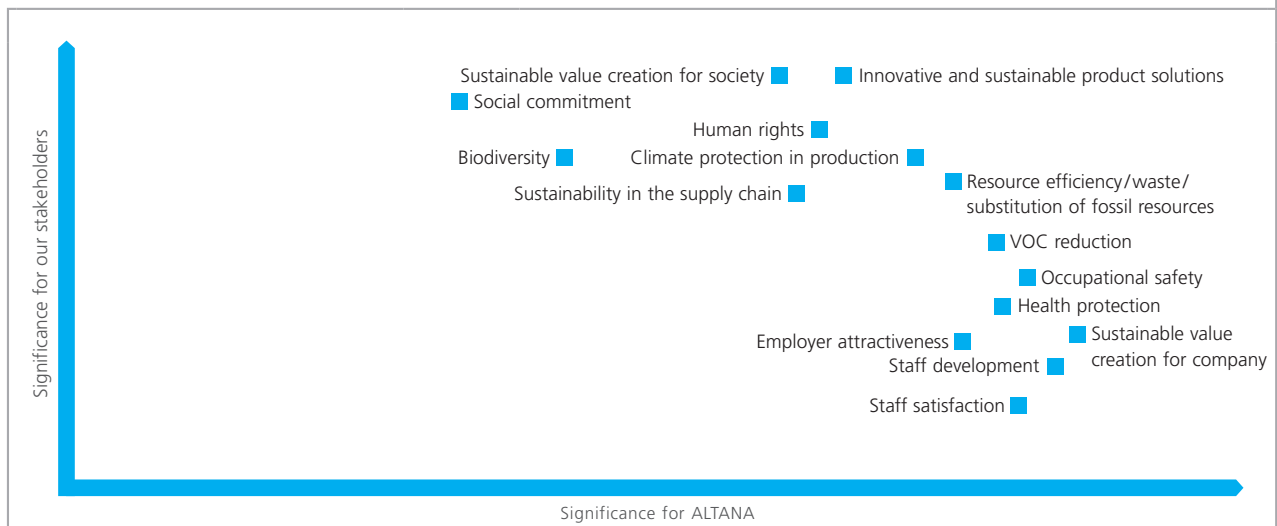 Significance for our stakeholders
Sustainable value creation for society
Innovative and sustainable product solutions
Social commitment
Human rights
Biodiversity
Climate protection in production
Resource efficiency/waste/
substitution of fossil resources
Sustainability in the supply chain
VOC reduction
Occupational safety
Health protection
Employer attractiveness
Sustainable value
creation for company
Staff development
Staff satisfaction
Significance for ALTANA